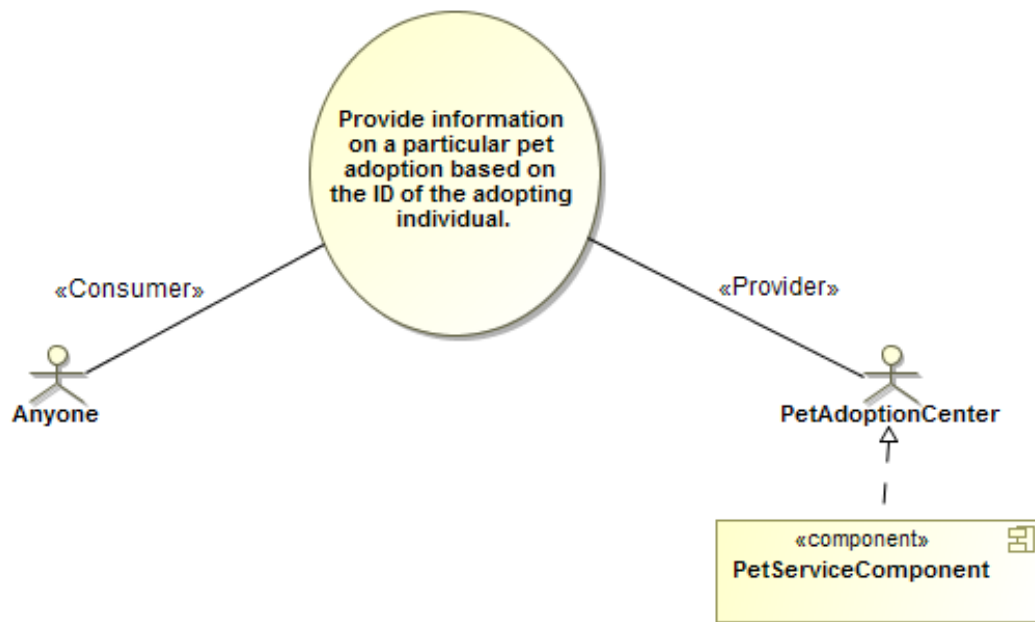 Provide information
on a particular pet
adoption based on
the ID of the adopting
individual.
«Consumer»
«Provider»
Anyone
PetAdoptionCenter
«component»
PetServiceComponent